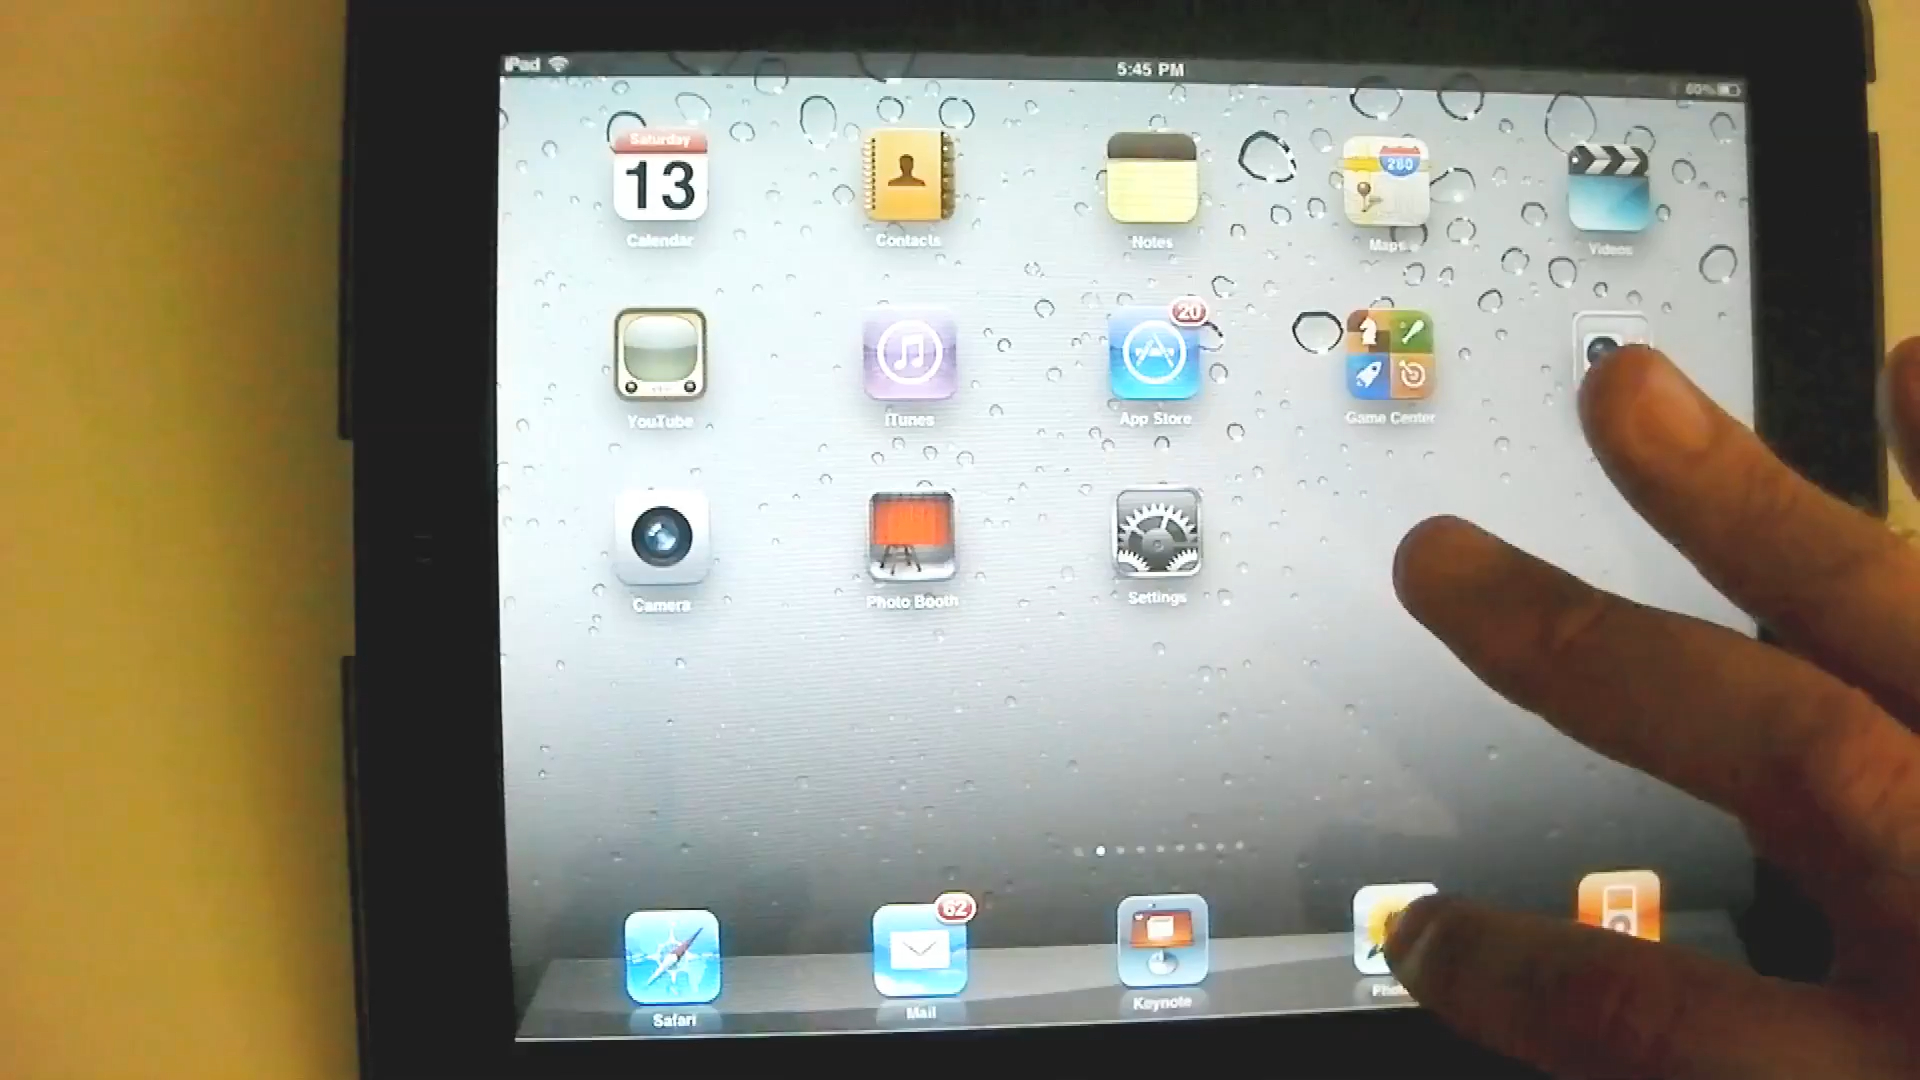 iPad 5:45 PM 60%
Saturday
13
280
Calendar Contacts Notes Maps Videos
20
YouTube iTunes App Store Game Center
Camera Photo Booth Settings
62
Safari Mail Keynote